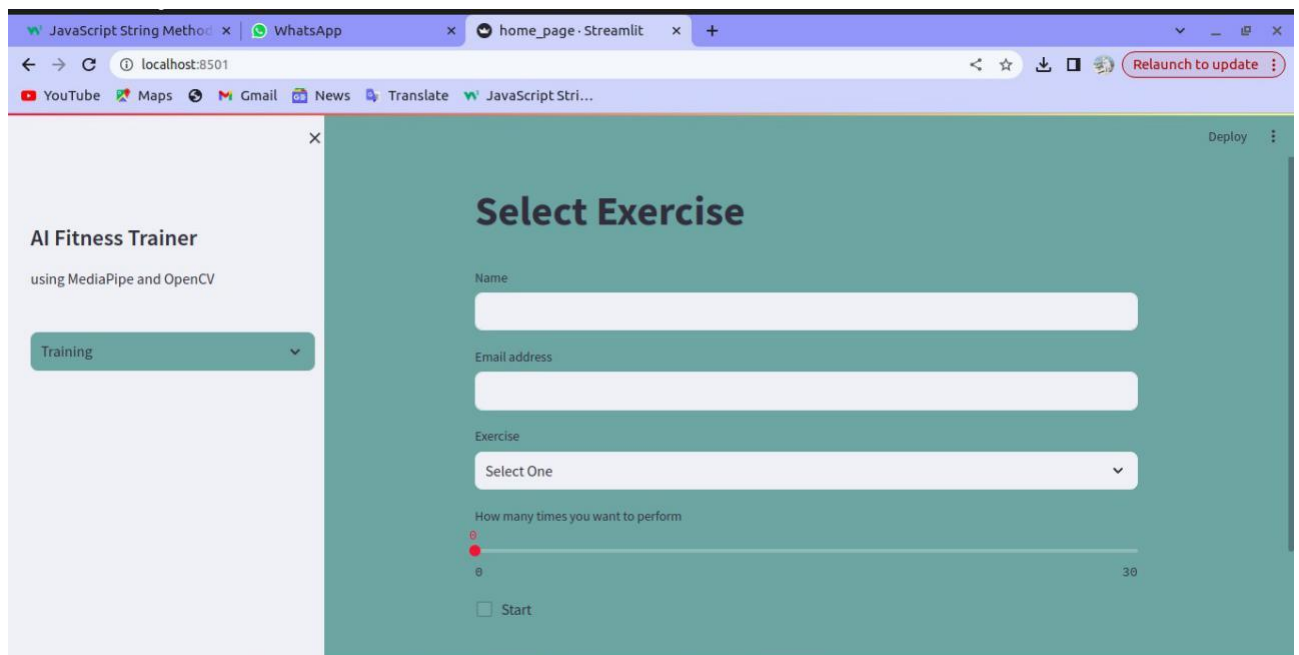 JavaScript String Method WhatsApp home_page · Streamlit
localhost:8501 Relaunch to update
YouTube Maps Gmail News Translate JavaScript Stri...
Deploy
Select Exercise
AI Fitness Trainer
using MediaPipe and OpenCV
Training
Name
Email address
Exercise
Select One
How many times you want to perform
0
0 30
Start